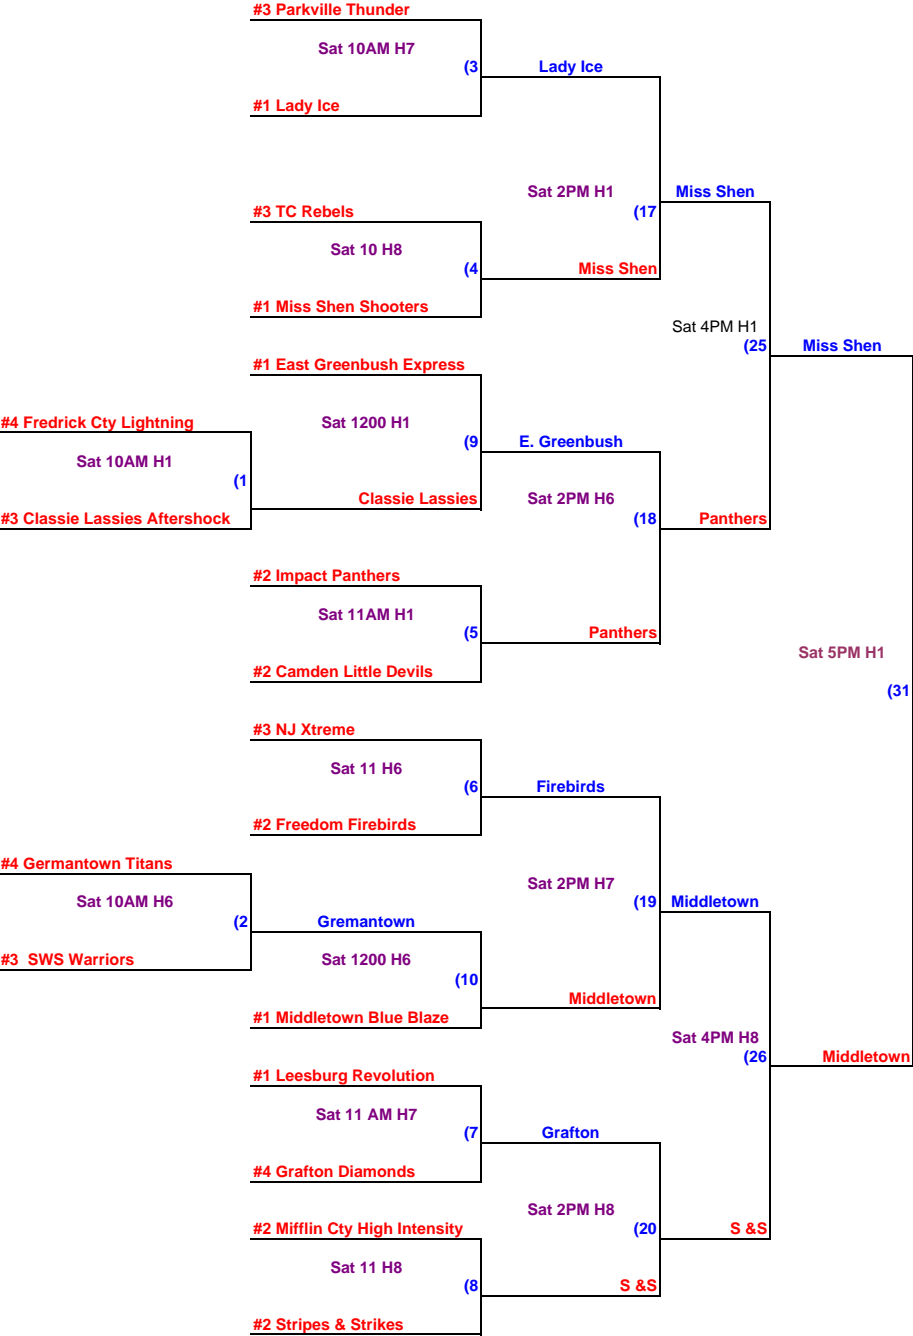 #3 Parkville Thunder
Sat 10AM H7
(3
Lady Ice
#1 Lady Ice
Sat 2PM H1
Miss Shen
#3 TC Rebels
(17
Sat 10 H8
(4
Miss Shen
#1 Miss Shen Shooters
Sat 4PM H1
(25
Miss Shen
#1 East Greenbush Express
#4 Fredrick Cty Lightning
Sat 1200 H1
(9
E. Greenbush
Sat 10AM H1
(1
Classie Lassies
Sat 2PM H6
#3 Classie Lassies Aftershock
(18
Panthers
#2 Impact Panthers
Sat 11AM H1
(5
Panthers
Sat 5PM H1
#2 Camden Little Devils
(31
#3 NJ Xtreme
Sat 11 H6
(6
Firebirds
#2 Freedom Firebirds
#4 Germantown Titans
Sat 2PM H7
Sat 10AM H6
(19
Middletown
(2
Gremantown
#3  SWS Warriors
Sat 1200 H6
(10
Middletown
#1 Middletown Blue Blaze
Sat 4PM H8
(26
Middletown
#1 Leesburg Revolution
Sat 11 AM H7
(7
Grafton
#4 Grafton Diamonds
Sat 2PM H8
#2 Mifflin Cty High Intensity
(20
S &S
Sat 11 H8
(8
S &S
#2 Stripes & Strikes